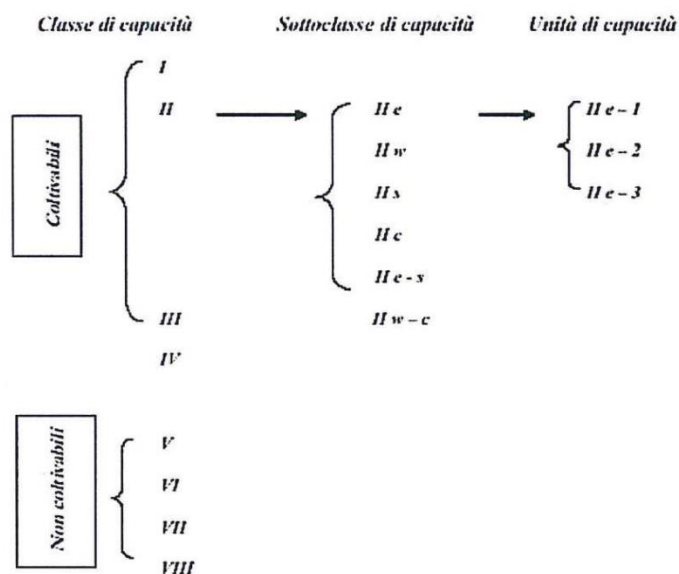 Classe di capacità Sottoclasse di capacità Unità di capacità
I
II II e II e – 1
II w II e – 2
Coltivabili
II s II e – 3
II c
II e - s
III II w – c
IV
V
Non coltivabili
VI
VII
VIII